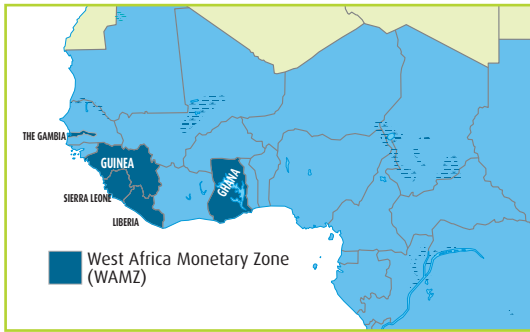 THE GAMBIA
GUINEA
GHANA
SIERRA LEONE
LIBERIA
West Africa Monetary Zone
(WAMZ)